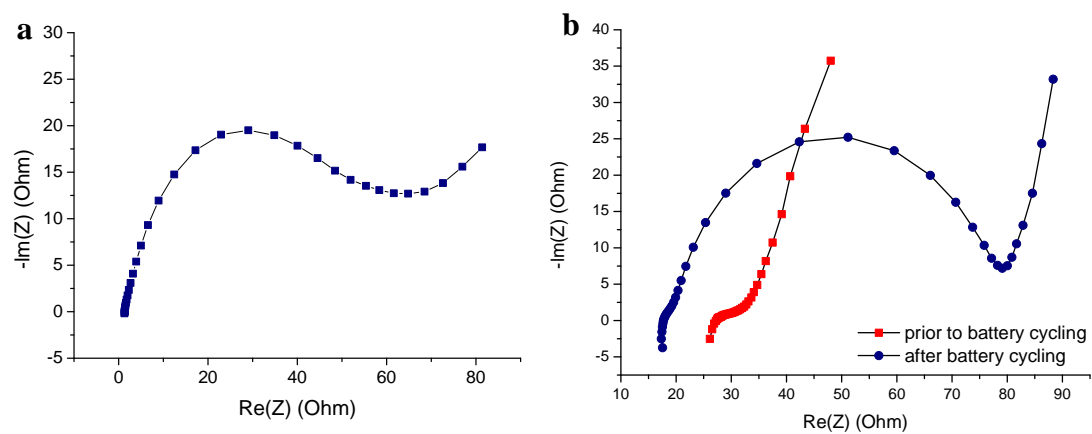 a
30
25
20
15
10
5
0
-5
-Im(Z) (Ohm)
0 20 40 60 80
Re(Z) (Ohm)
b
40
35
30
25
20
15
10
5
0
-5
-Im(Z) (Ohm)
prior to battery cycling
after battery cycling
10 20 30 40 50 60 70 80 90
Re(Z) (Ohm)